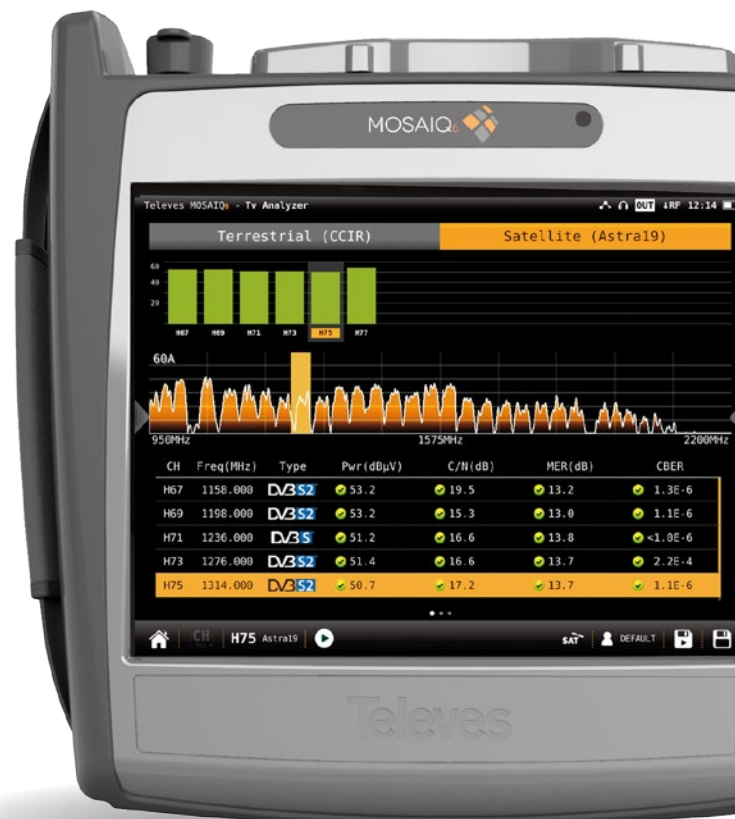 MOSAIQ6
Televes MOSAIQ6 - Tv Analyzer OUT ↓RF 12:14
Terrestrial (CCIR) Satellite (Astra19)
60
40
20
H67 H69 H71 H73 H75 H77
60A
950MHz 1575MHz 2200MHz
CH Freq(MHz) Type Pwr(dBµV) C/N(dB) MER(dB) CBER
H67 1158.000 DVB S2 53.2 19.5 13.2 1.3E-6
H69 1198.000 DVB S2 53.2 15.3 13.0 1.1E-6
H71 1236.000 DVB S 51.2 16.6 13.8 <1.0E-6
H73 1276.000 DVB S2 51.4 16.6 13.7 2.2E-4
H75 1314.000 DVB S2 50.7 17.2 13.7 1.1E-6
CH H75 Astra19 SAT DEFAULT
Televes